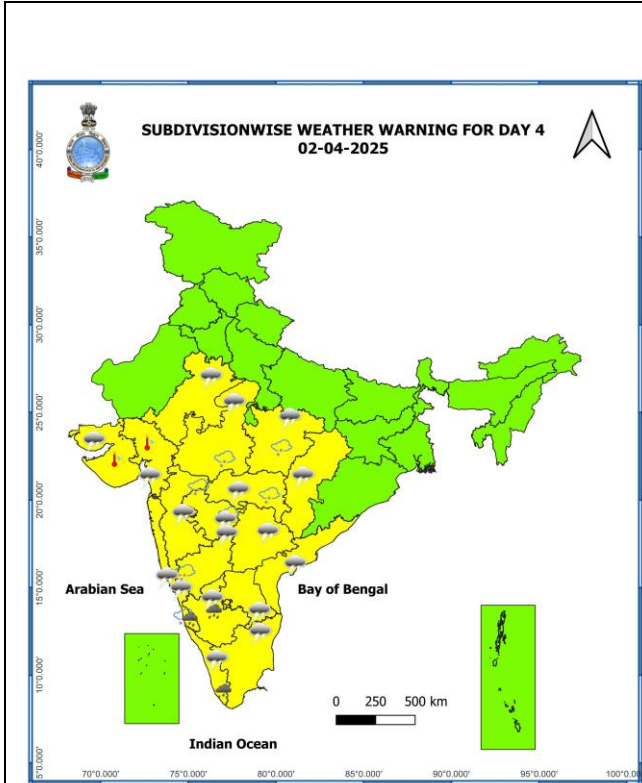 SUBDIVISIONWISE WEATHER WARNING FOR DAY 4
02-04-2025
40°0.000'
35°0.000'
30°0.000'
25°0.000'
20°0.000'
15°0.000'
10°0.000'
5°0.000'
Arabian Sea
Bay of Bengal
0 250 500 km
Indian Ocean
70°0.000' 75°0.000' 80°0.000' 85°0.000' 90°0.000' 95°0.000' 100°0